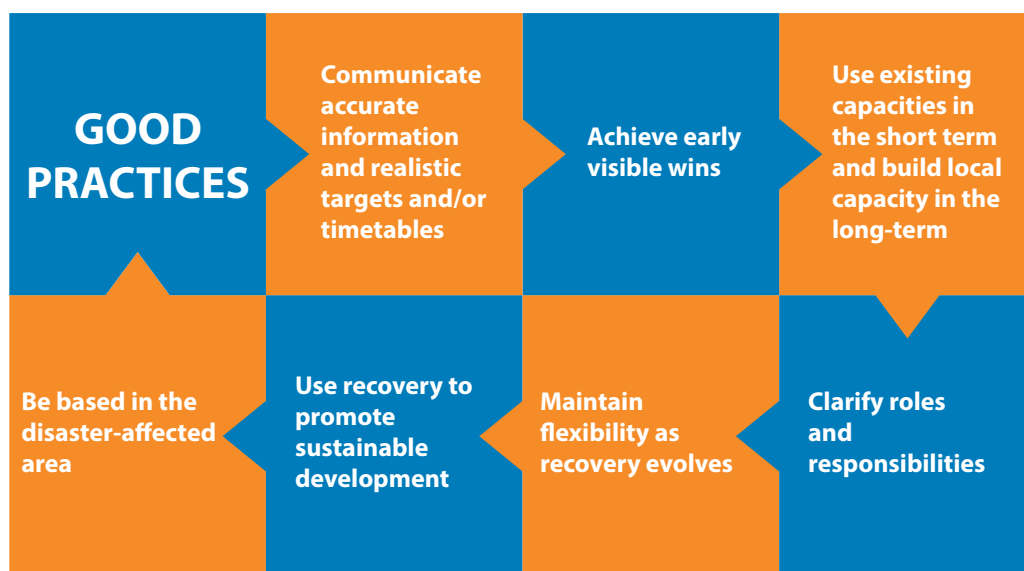 GOOD
PRACTICES
Communicate
accurate
information
and realistic
targets and/or
timetables
Achieve early
visible wins
Use existing
capacities in
the short term
and build local
capacity in the
long-term
Clarify roles
and
responsibilities
Maintain
flexibility as
recovery evolves
Use recovery to
promote
sustainable
development
Be based in the
disaster-affected
area